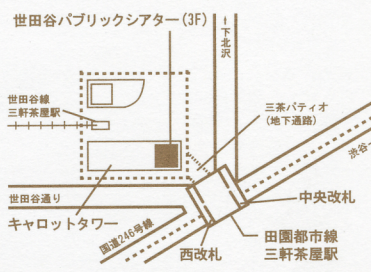 世田谷パブリックシアター(3F)
下北沢
世田谷線
三軒茶屋駅
三茶パティオ
(地下通路)
渋谷
世田谷通り
キャロットタワー
国道246号線
中央改札
西改札
田園都市線
三軒茶屋駅